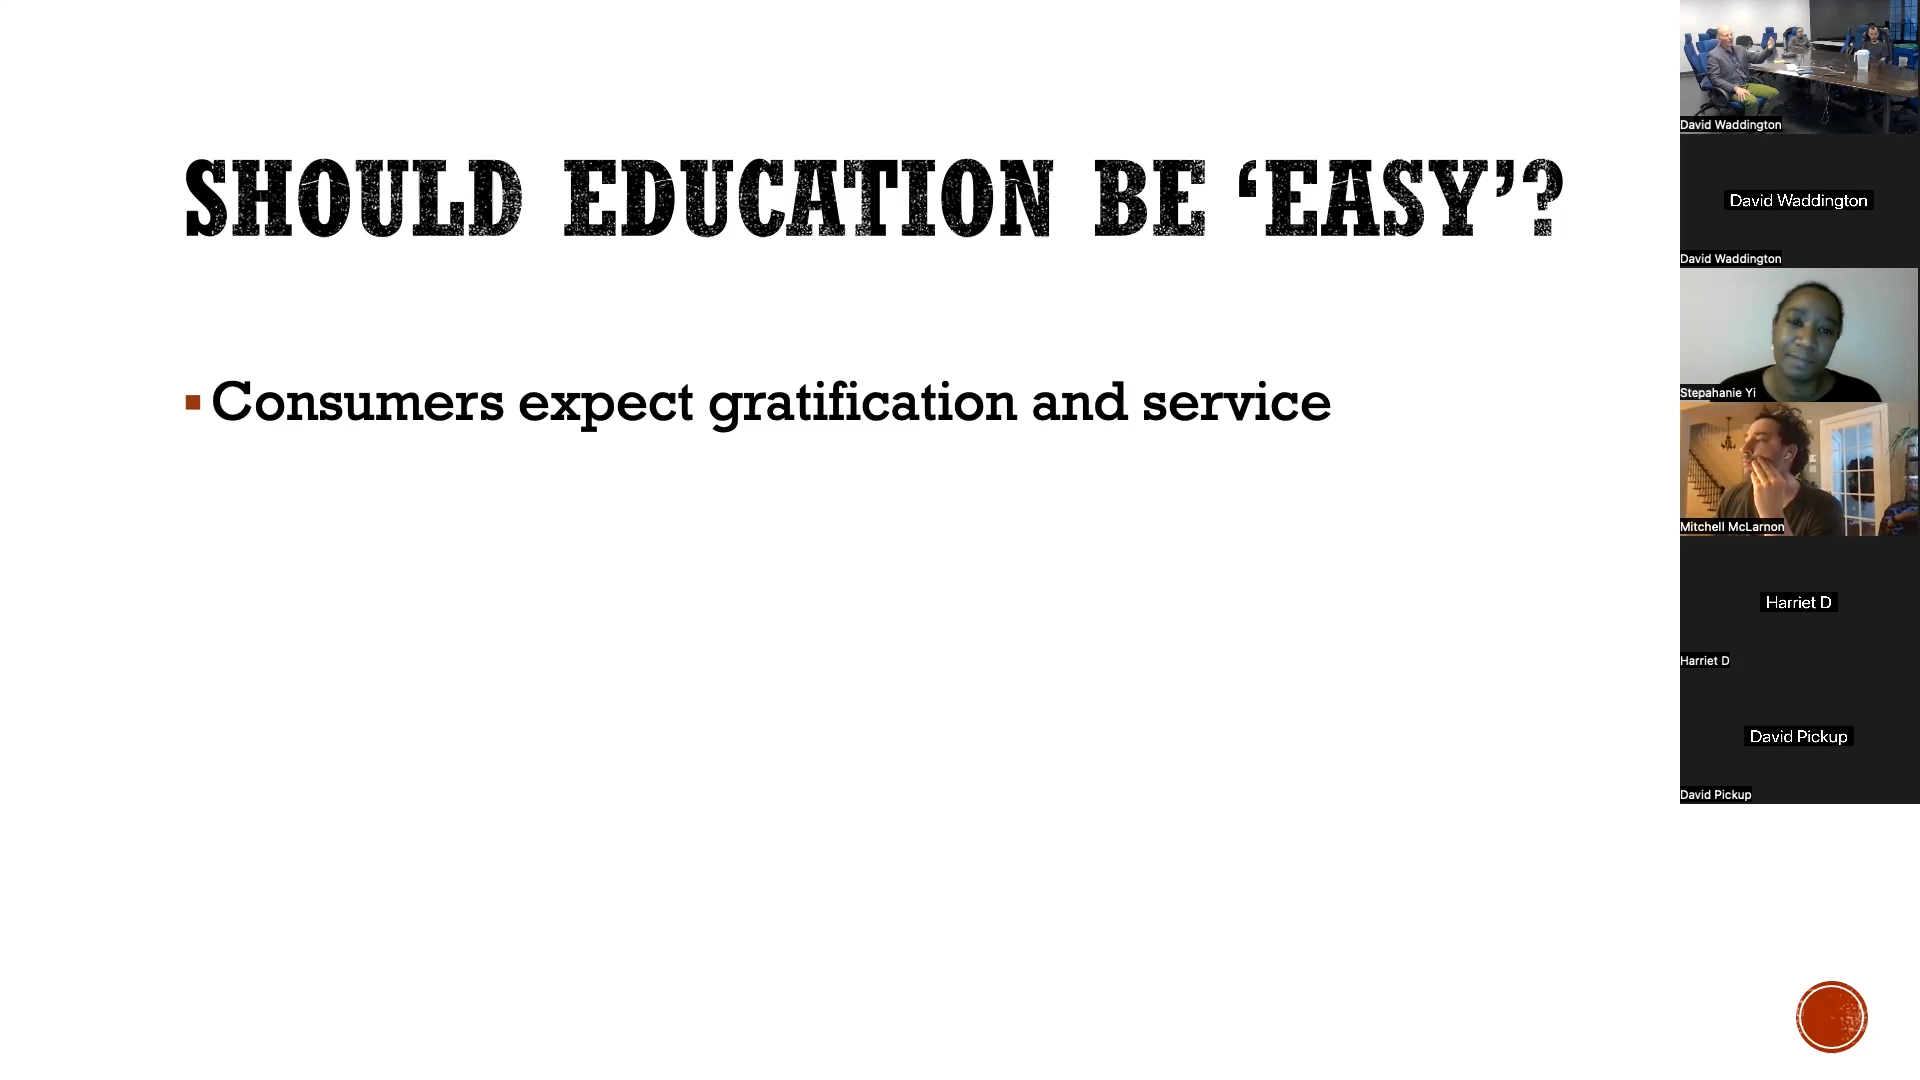 SHOULD EDUCATION BE ‘EASY’?
Consumers expect gratification and service
David Waddington
David Waddington
David Waddington
Stepahanie Yi
Mitchell McLarnon
Harriet D
Harriet D
David Pickup
David Pickup